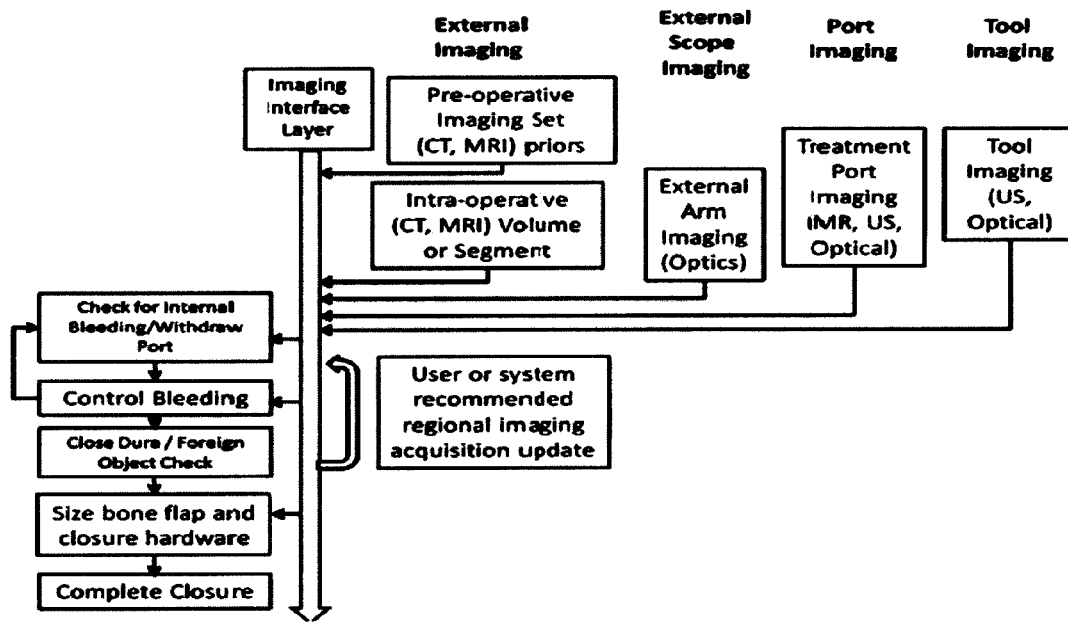 External
Imaging
External
Scope
Imaging
Port
Imaging
Tool
Imaging
Imaging
Interface
Layer
Pre-operative
Imaging Set
(CT, MRI) priors
Intra-operative
(CT, MRI) Volume
or Segment
External
Arm
Imaging
(Optics)
Treatment
Port
Imaging
(iMR, US,
Optical)
Tool
Imaging
(US,
Optical)
Check for Internal
Bleeding/Withdraw
Port
Control Bleeding
Close Dura / Foreign
Object Check
Size bone flap and
closure hardware
Complete Closure
User or system
recommended
regional imaging
acquisition update